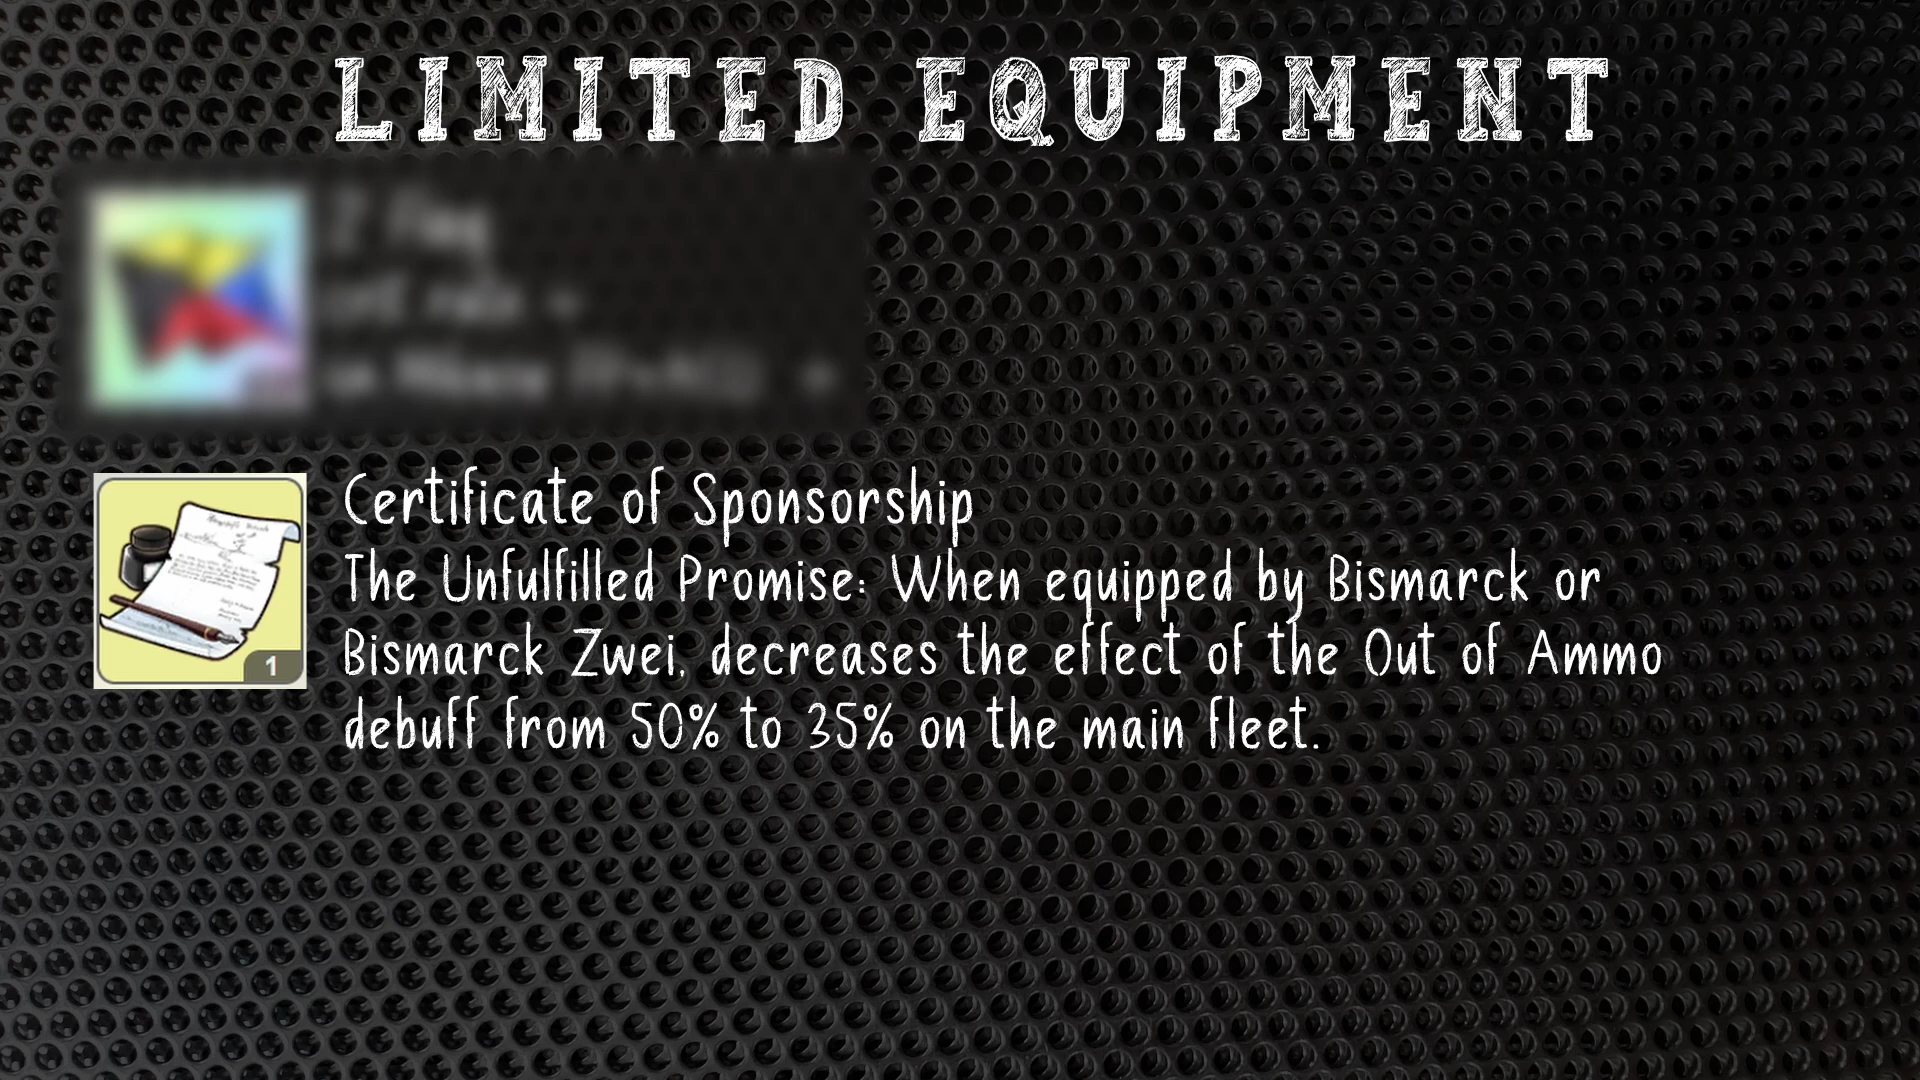 LIMITED EQUIPMENT
Certificate of Sponsorship
The Unfulfilled Promise: When equipped by Bismarck or
Bismarck Zwei, decreases the effect of the Out of Ammo
debuff from 50% to 35% on the main fleet.
1